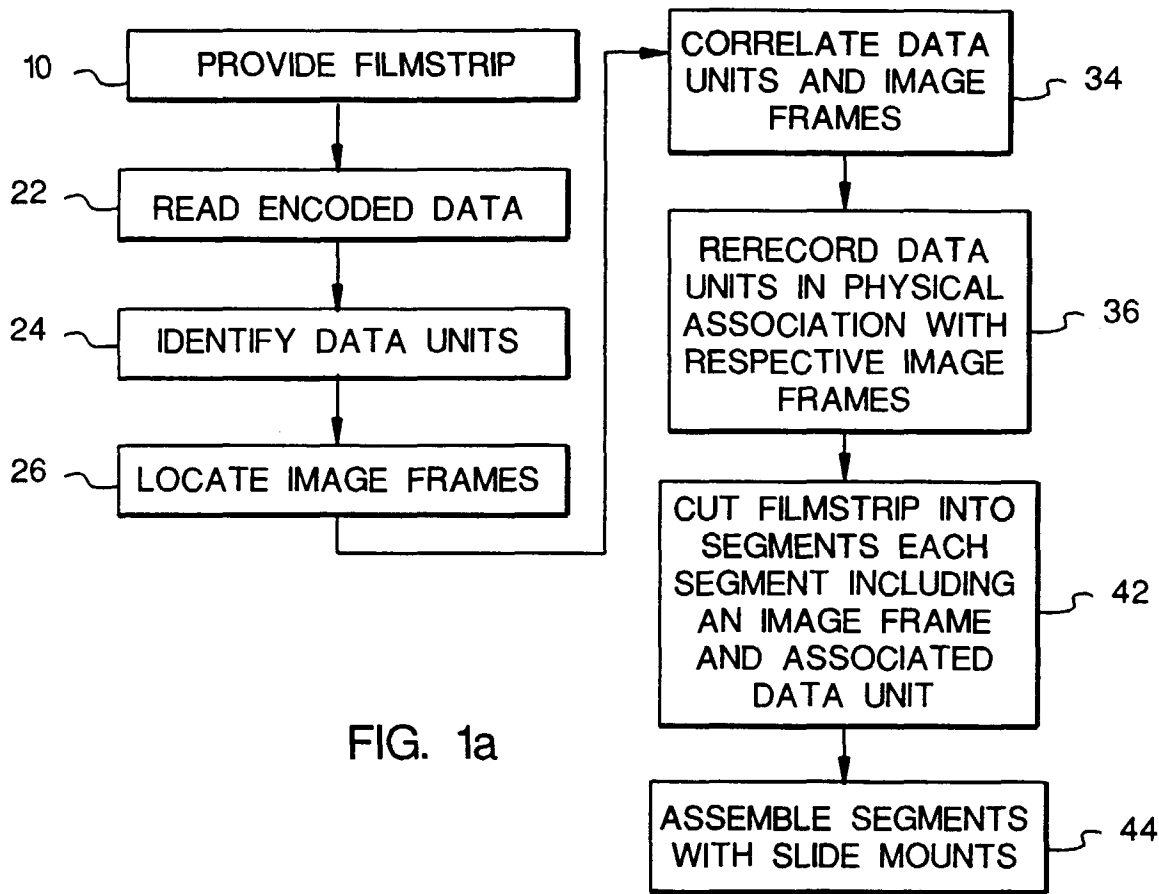 10
PROVIDE FILMSTRIP
22
READ ENCODED DATA
24
IDENTIFY DATA UNITS
26
LOCATE IMAGE FRAMES
CORRELATE DATA
UNITS AND IMAGE
FRAMES
34
RERECORD DATA
UNITS IN PHYSICAL
ASSOCIATION WITH
RESPECTIVE IMAGE
FRAMES
36
CUT FILMSTRIP INTO
SEGMENTS EACH
SEGMENT INCLUDING
AN IMAGE FRAME
AND ASSOCIATED
DATA UNIT
42
ASSEMBLE SEGMENTS
WITH SLIDE MOUNTS
44
FIG. 1a